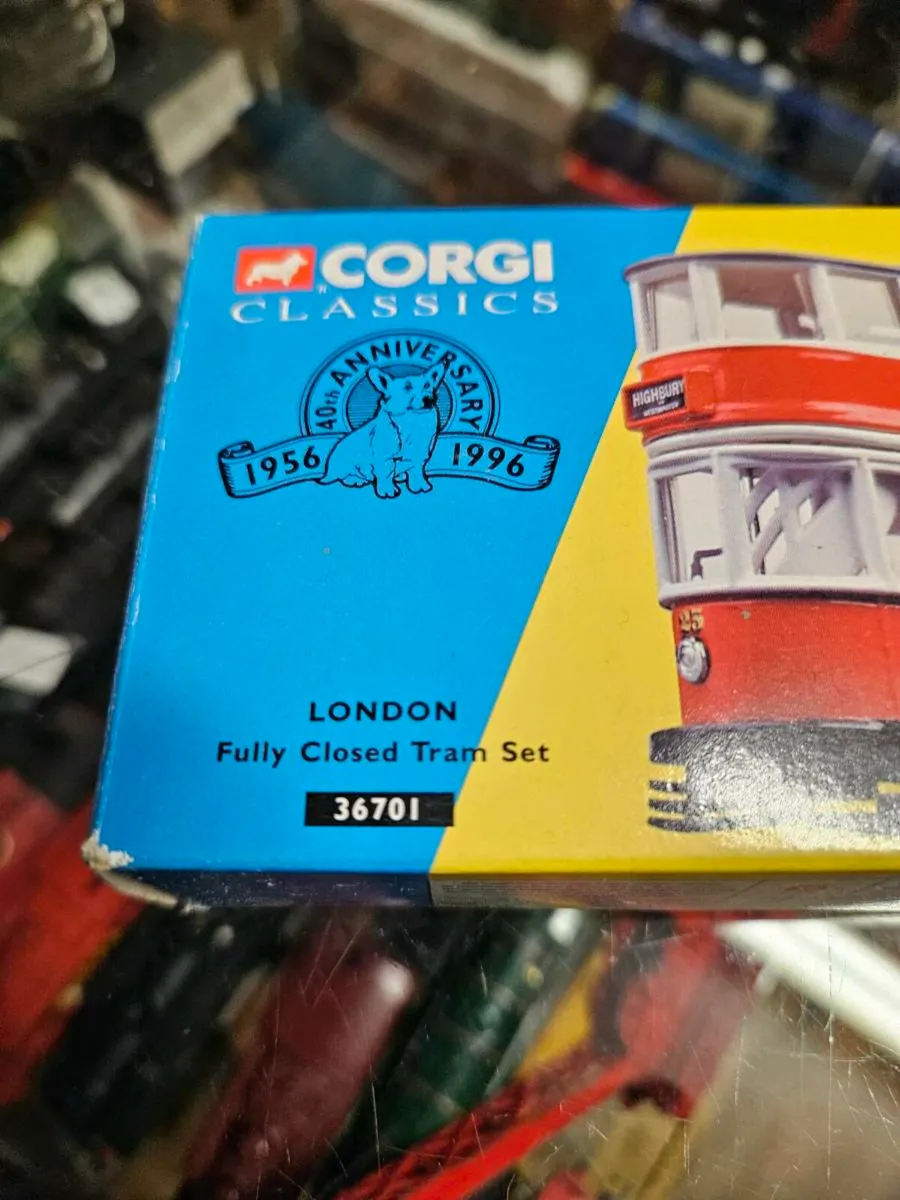 CORGI
CLASSICS
40th ANNIVERSARY
1956 1996
HIGHBURY
LONDON
Fully Closed Tram Set
36701